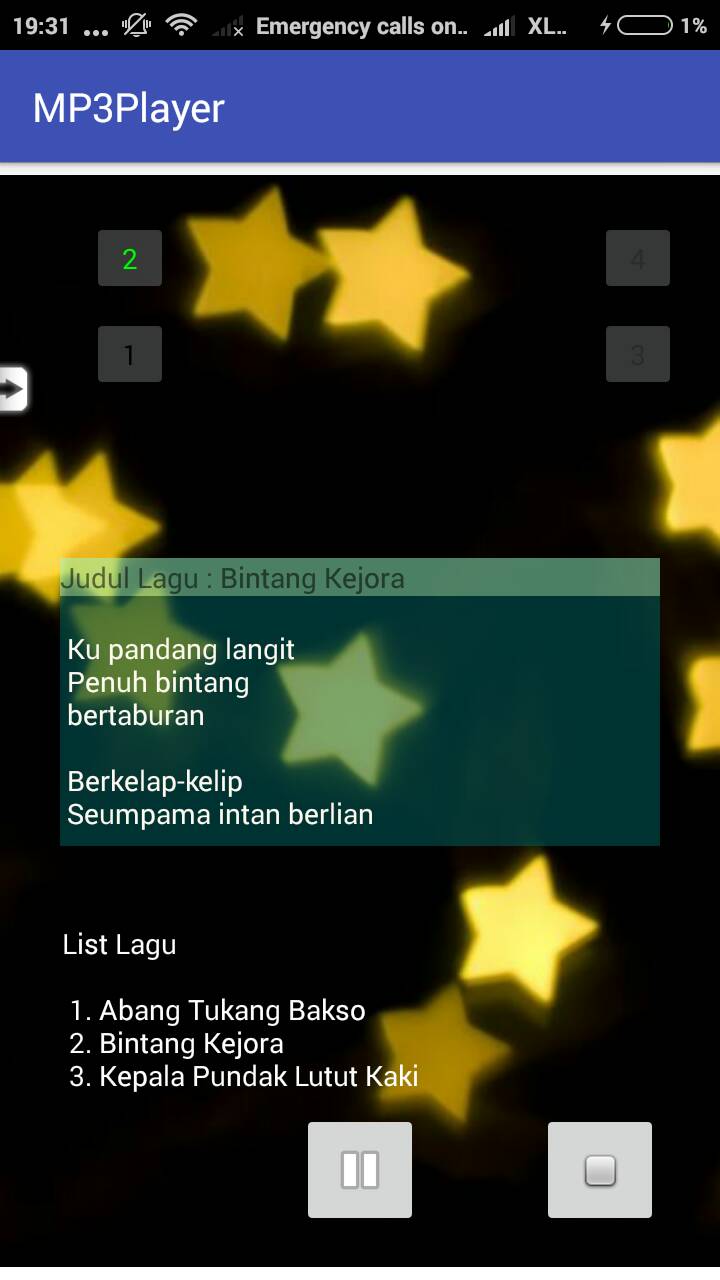 19:31 ... Emergency calls on.. XL.. 1%
MP3Player
2
4
1
3
Judul Lagu : Bintang Kejora
Ku pandang langit
Penuh bintang
bertaburan
Berkelap-kelip
Seumpama intan berlian
List Lagu
1. Abang Tukang Bakso
2. Bintang Kejora
3. Kepala Pundak Lutut Kaki